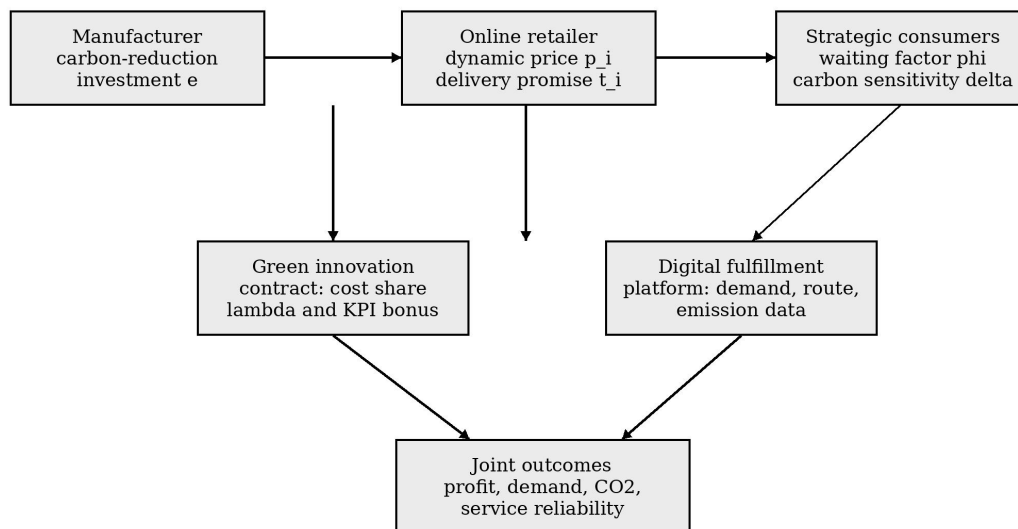 Manufacturer
carbon-reduction
investment e
Online retailer
dynamic price p_i
delivery promise t_i
Strategic consumers
waiting factor phi
carbon sensitivity delta
Green innovation
contract: cost share
lambda and KPI bonus
Digital fulfillment
platform: demand, route,
emission data
Joint outcomes
profit, demand, CO2,
service reliability